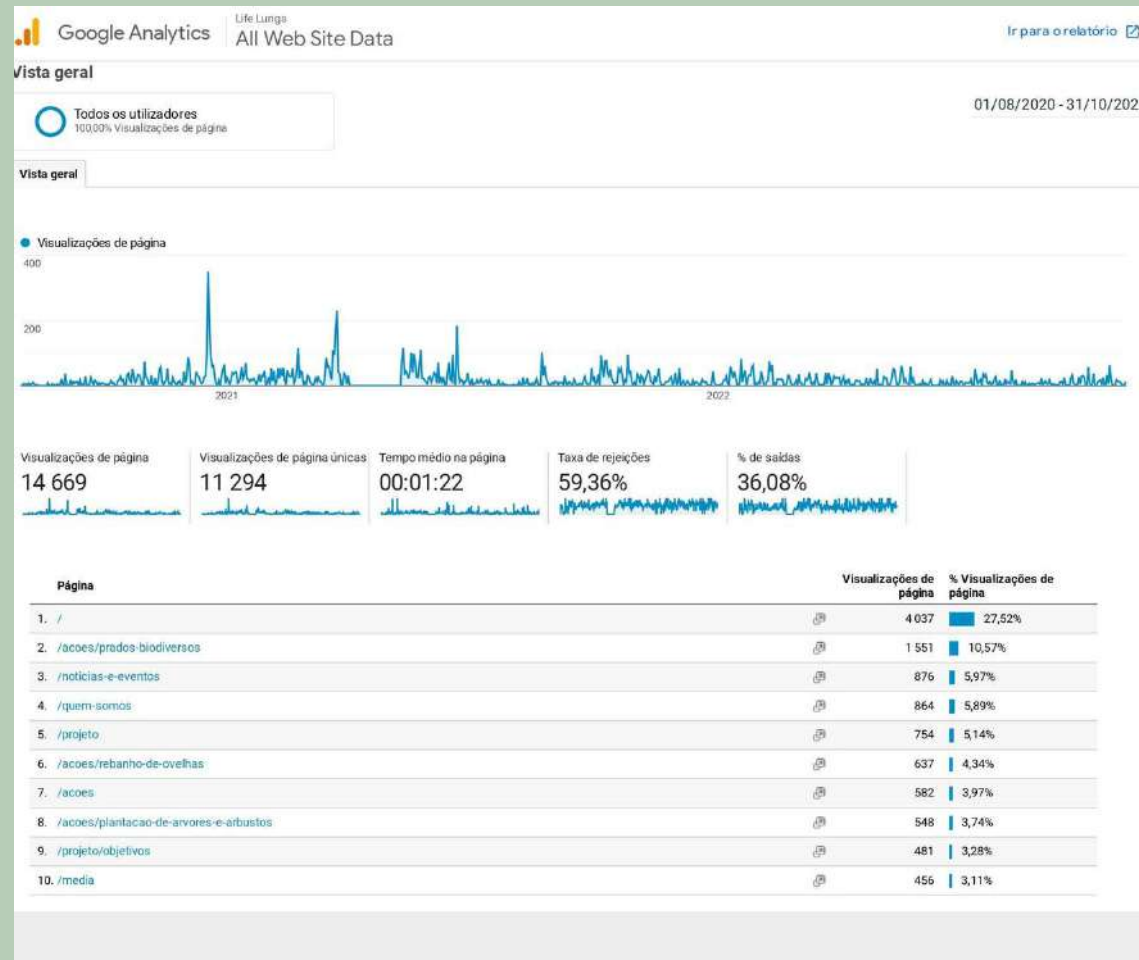 Google Analytics
Life Lungs
All Web Site Data
Ir para o relatório
Vista geral
Todos os utilizadores
100,00% Visualizações de página
01/08/2020 - 31/10/202
Vista geral
Visualizações de página
400
200
2021 2022
Visualizações de página Visualizações de página únicas Tempo médio na página Taxa de rejeições % de saídas
14 669 11 294 00:01:22 59,36% 36,08%
Página Visualizações de página % Visualizações de página
1. / 4 037 27,52%
2. /acoes/prados-biodiversos 1 551 10,57%
3. /noticias-e-eventos 876 5,97%
4. /quem-somos 864 5,89%
5. /projeto 754 5,14%
6. /acoes/rebanho-de-ovelhas 637 4,34%
7. /acoes 582 3,97%
8. /acoes/plantacao-de-arvores-e-arbustos 548 3,74%
9. /projeto/objetivos 481 3,28%
10. /media 456 3,11%